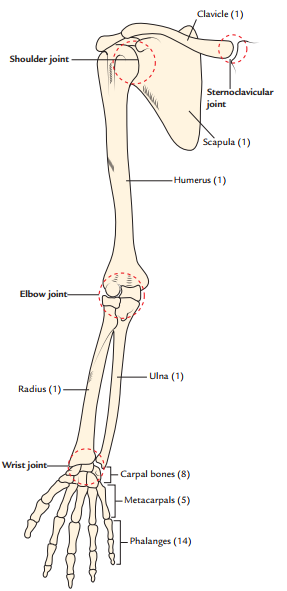 Clavicle (1)
Shoulder joint
Sternoclavicular
joint
Scapula (1)
Humerus (1)
Elbow joint
Ulna (1)
Radius (1)
Wrist joint
Carpal bones (8)
Metacarpals (5)
Phalanges (14)